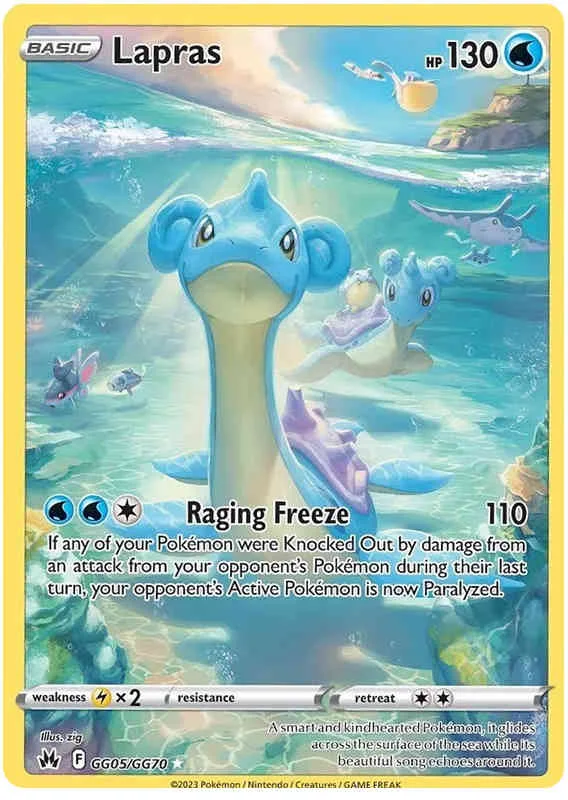 BASIC Lapras HP 130
Raging Freeze 110
If any of your Pokémon were Knocked Out by damage from
an attack from your opponent's Pokémon during their last
turn, your opponent's Active Pokémon is now Paralyzed.
weakness ×2 resistance retreat
Illus. zig
F GG05/GG70
A smart and kindhearted Pokémon, it glides
across the surface of the sea while its
beautiful song echoes around it.
©2023 Pokémon / Nintendo / Creatures / GAME FREAK